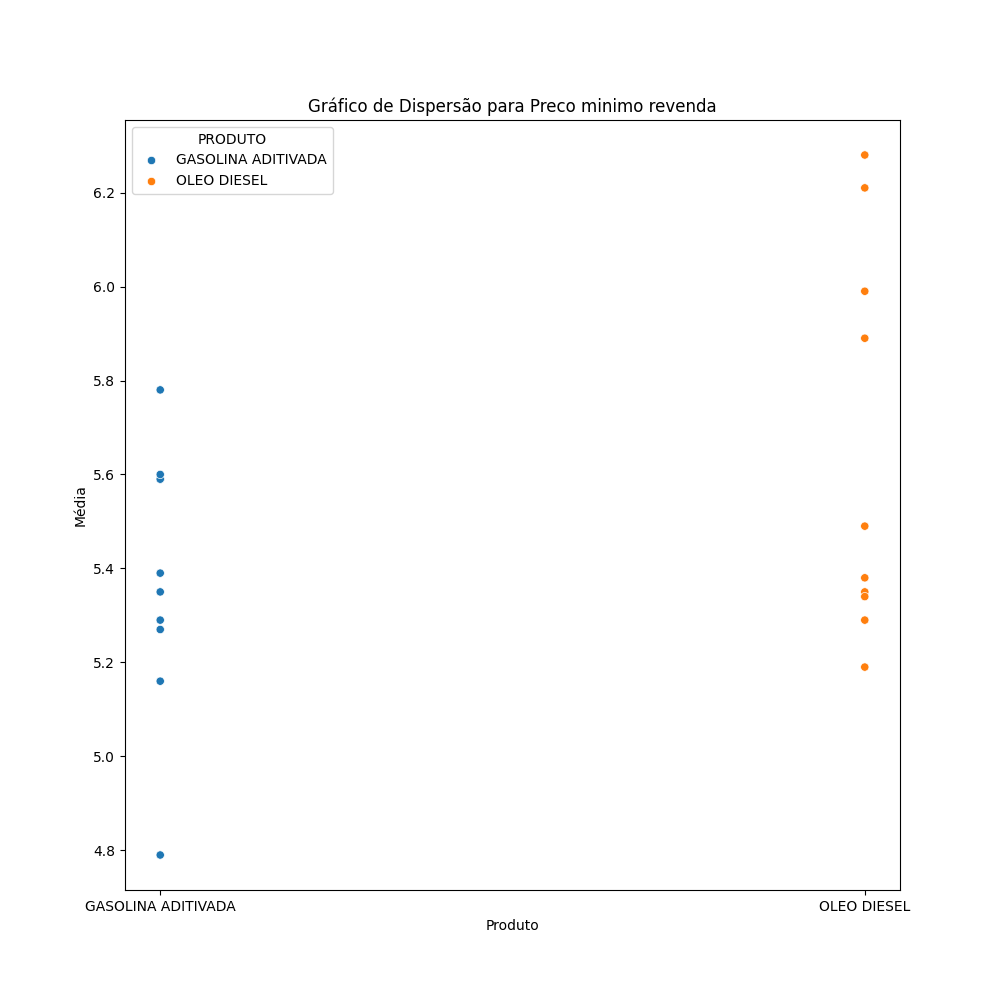 Gráfico de Dispersão para Preco minimo revenda
PRODUTO
GASOLINA ADITIVADA
OLEO DIESEL
6.2
6.0
5.8
5.6
5.4
5.2
5.0
4.8
Média
GASOLINA ADITIVADA
OLEO DIESEL
Produto